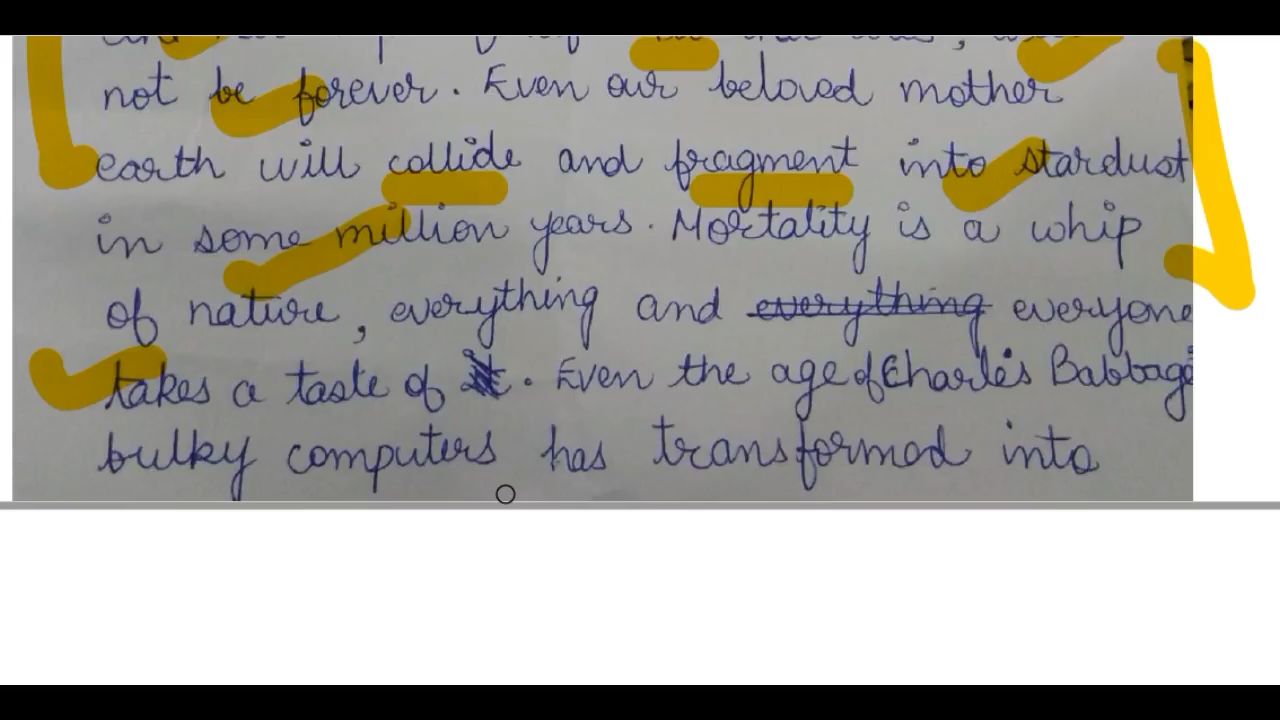 not be forever. Even our beloved mother
earth will collide and fragment into stardust
in some million years. Mortality is a whip
of nature, everything and everything everyone
takes a taste of it. Even the age of Charle's Babbage
bulky computers has transformed into